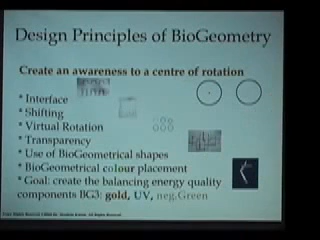 Design Principles of BioGeometry
Create an awareness to a centre of rotation
* Interface
* Shifting
* Virtual Rotation
* Transparency
* Use of BioGeometrical shapes
* BioGeometrical colour placement
* Goal: create the balancing energy quality
components BG3: gold, UV, neg.Green